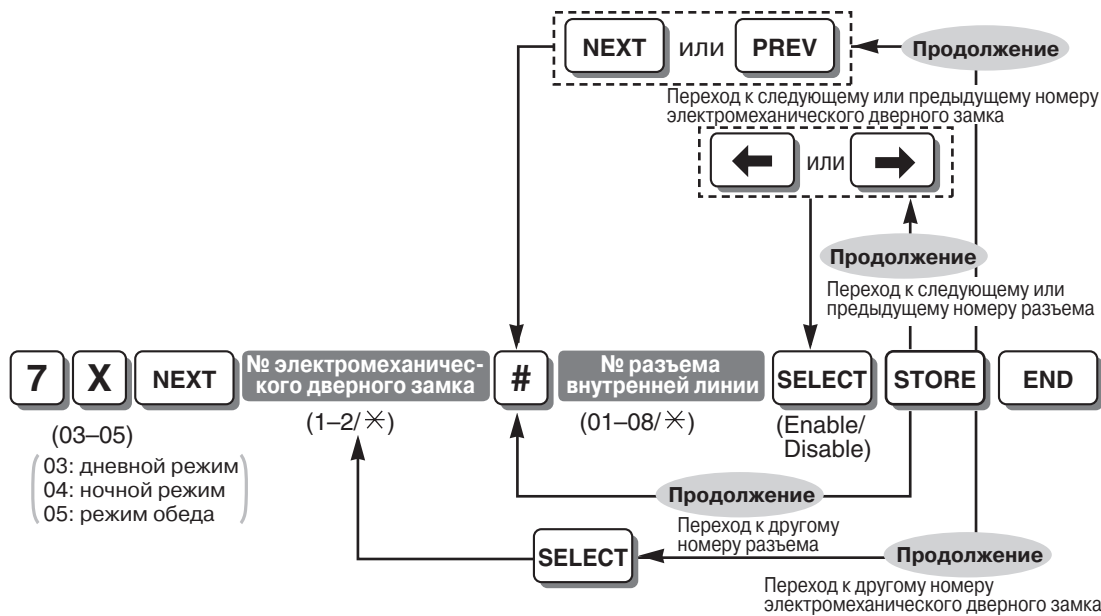 NEXT или PREV
Продолжение
Переход к следующему или предыдущему номеру
электромеханического дверного замка
← или →
Продолжение
Переход к следующему или
предыдущему номеру разъема
7 X NEXT
№ электромеханичес-
кого дверного замка
#
№ разъема
внутренней линии
SELECT STORE END
(03–05)
(1–2/✳)
(01–08/✳)
(Enable/
Disable)
03: дневной режим
04: ночной режим
05: режим обеда
Продолжение
Переход к другому
номеру разъема
SELECT
Продолжение
Переход к другому номеру
электромеханического дверного замка